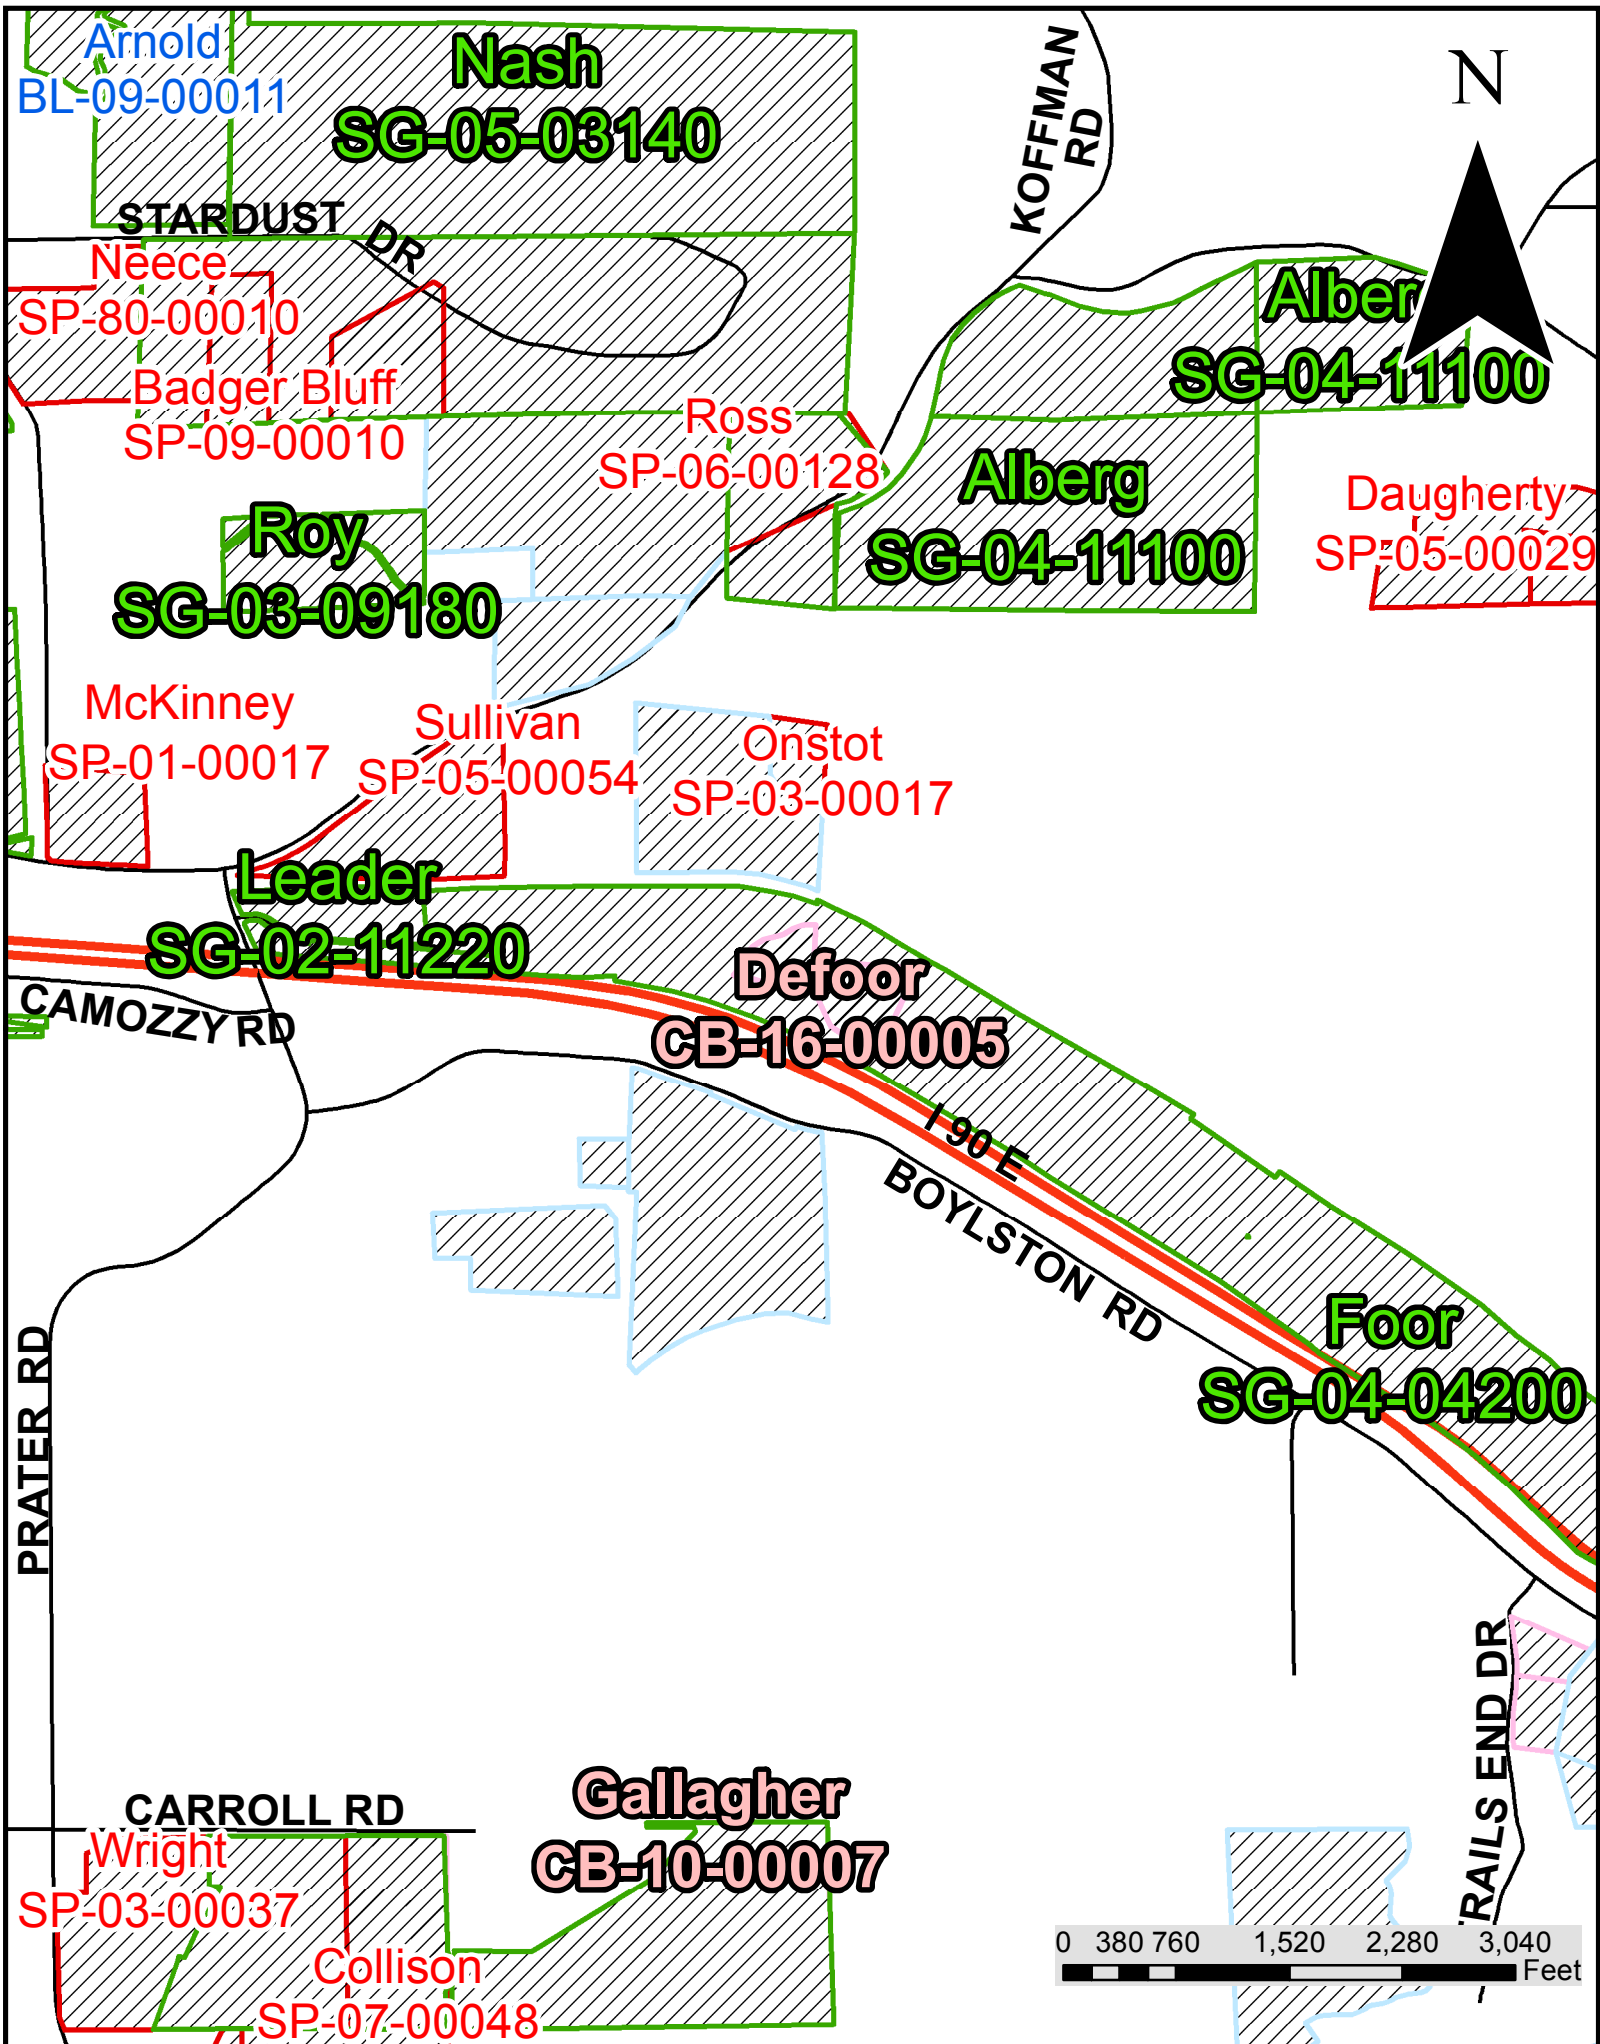 Arnold
BL-09-00011
Nash
SG-05-03140
KOFFMAN
RD
N
STARDUST DR
Neece
SP-80-00010
Alberg
SG-04-11100
Badger Bluff
SP-09-00010
Ross
SP-06-00128
Alberg
SG-04-11100
Daugherty
SP-05-00029
Roy
SG-03-09180
McKinney
SP-01-00017
Sullivan
SP-05-00054
Onstot
SP-03-00017
Leader
SG-02-11220
Defoor
CB-16-00005
CAMOZZY RD
I 90 E
BOYLSTON RD
Foor
SG-04-04200
PRATER RD
TRAILS END DR
Gallagher
CB-10-00007
CARROLL RD
Wright
SP-03-00037
Collison
SP-07-00048
0 380 760 1,520 2,280 3,040
Feet